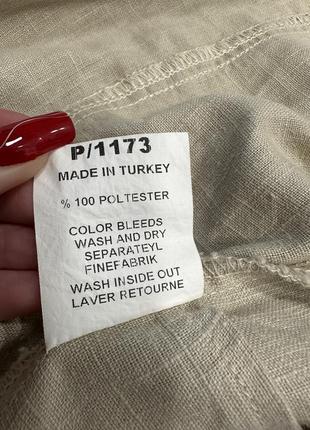 P/1173
MADE IN TURKEY
% 100 POLTESTER
COLOR BLEEDS
WASH AND DRY
SEPARATEYL
FINEFABRIK
WASH INSIDE OUT
LAVER RETOURNE